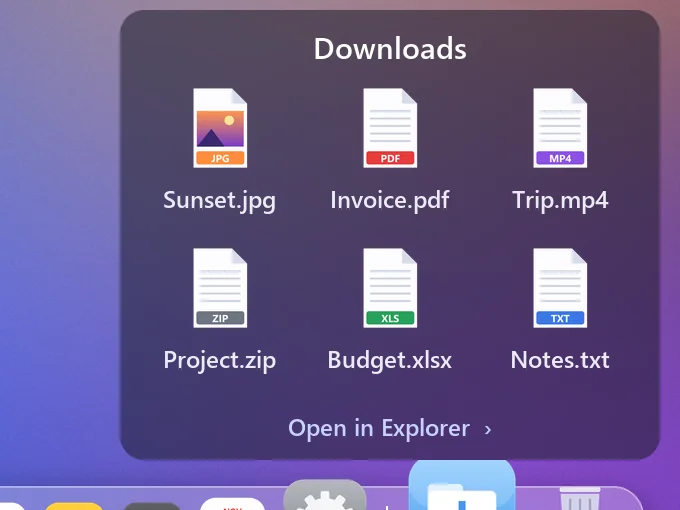 Downloads
JPG
PDF
MP4
Sunset.jpg
Invoice.pdf
Trip.mp4
ZIP
XLS
TXT
Project.zip
Budget.xlsx
Notes.txt
Open in Explorer ›